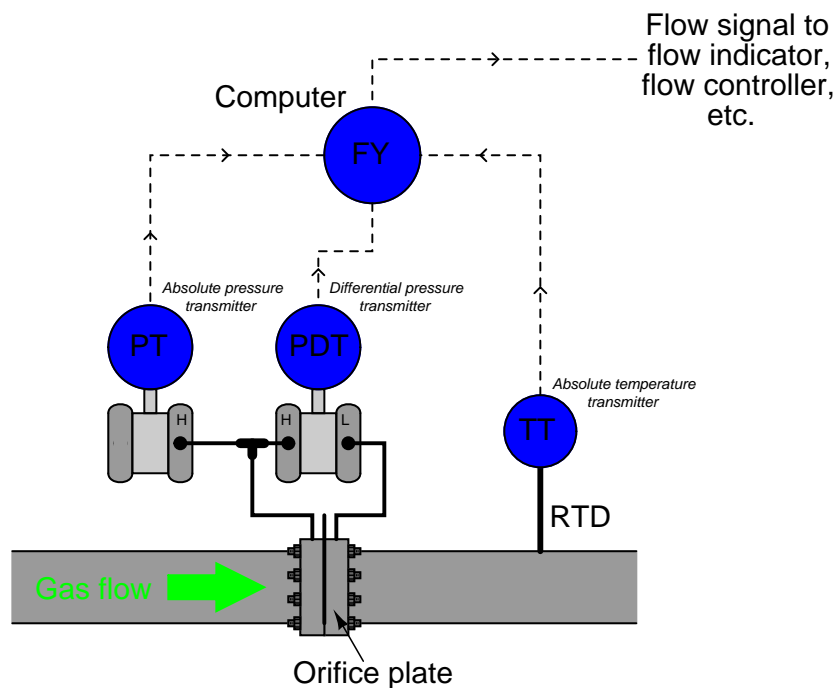 Flow signal to
flow indicator,
flow controller,
etc.
Computer
FY
Absolute pressure
transmitter
Differential pressure
transmitter
PT
PDT
Absolute temperature
transmitter
TT
H
H
L
RTD
Gas flow
Orifice plate